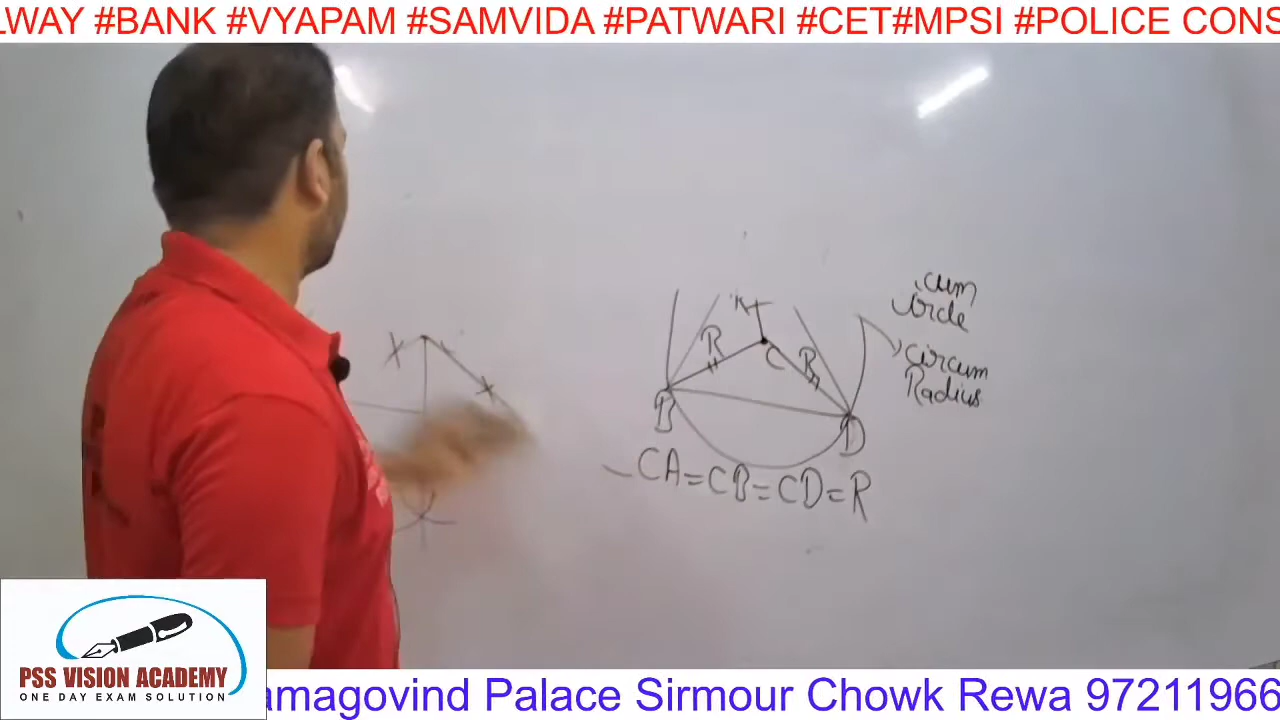 LWAY #BANK #VYAPAM #SAMVIDA #PATWARI #CET#MPSI #POLICE CONS
cum
circle
circum
Radius
R
R
C
B
D
CA=CB=CD=R
PSS VISION ACADEMY
ONE DAY EXAM SOLUTION
amagovind Palace Sirmour Chowk Rewa 97211966